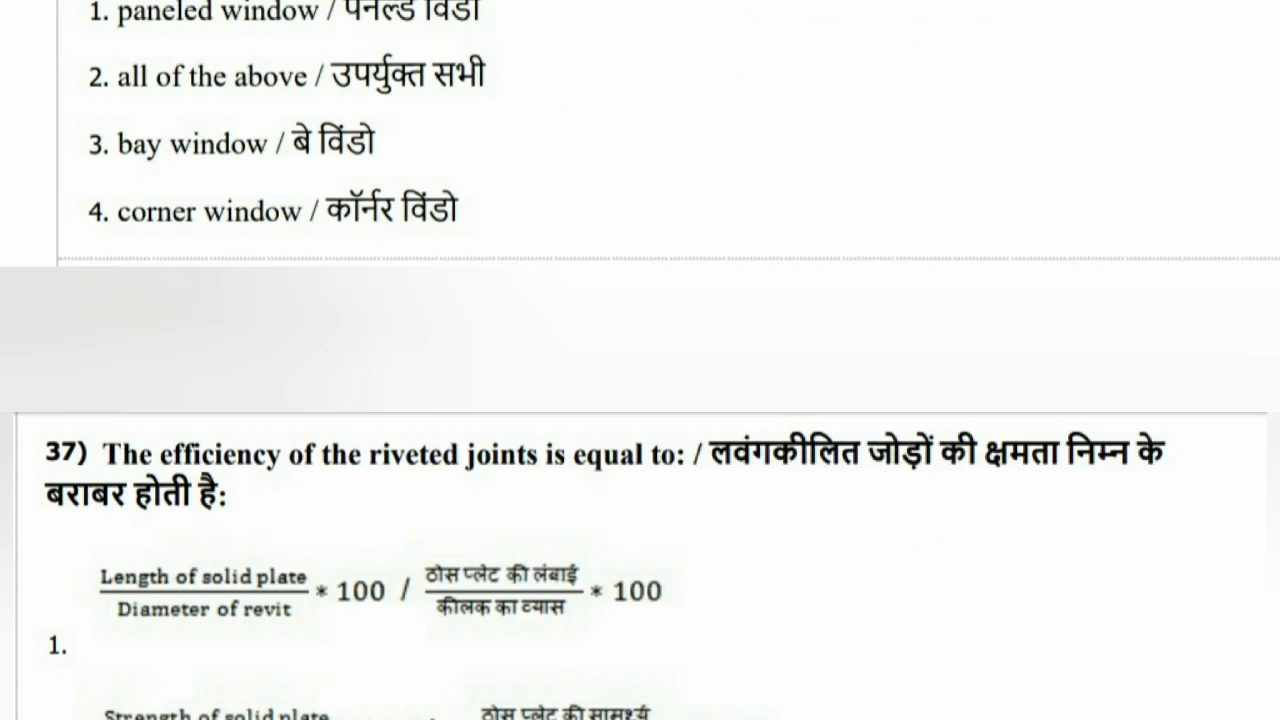 1. paneled window / पैनल्ड विंडो
2. all of the above / उपर्युक्त सभी
3. bay window / बे विंडो
4. corner window / कॉर्नर विंडो
37) The efficiency of the riveted joints is equal to: / लवंगकीलित जोड़ों की क्षमता निम्न के
बराबर होती है:
Length of solid plate / ठोस प्लेट की लंबाई
* 100 / * 100
Diameter of revit कीलक का व्यास
1.
Strength of solid plate ठोस प्लेट की सामर्थ्य